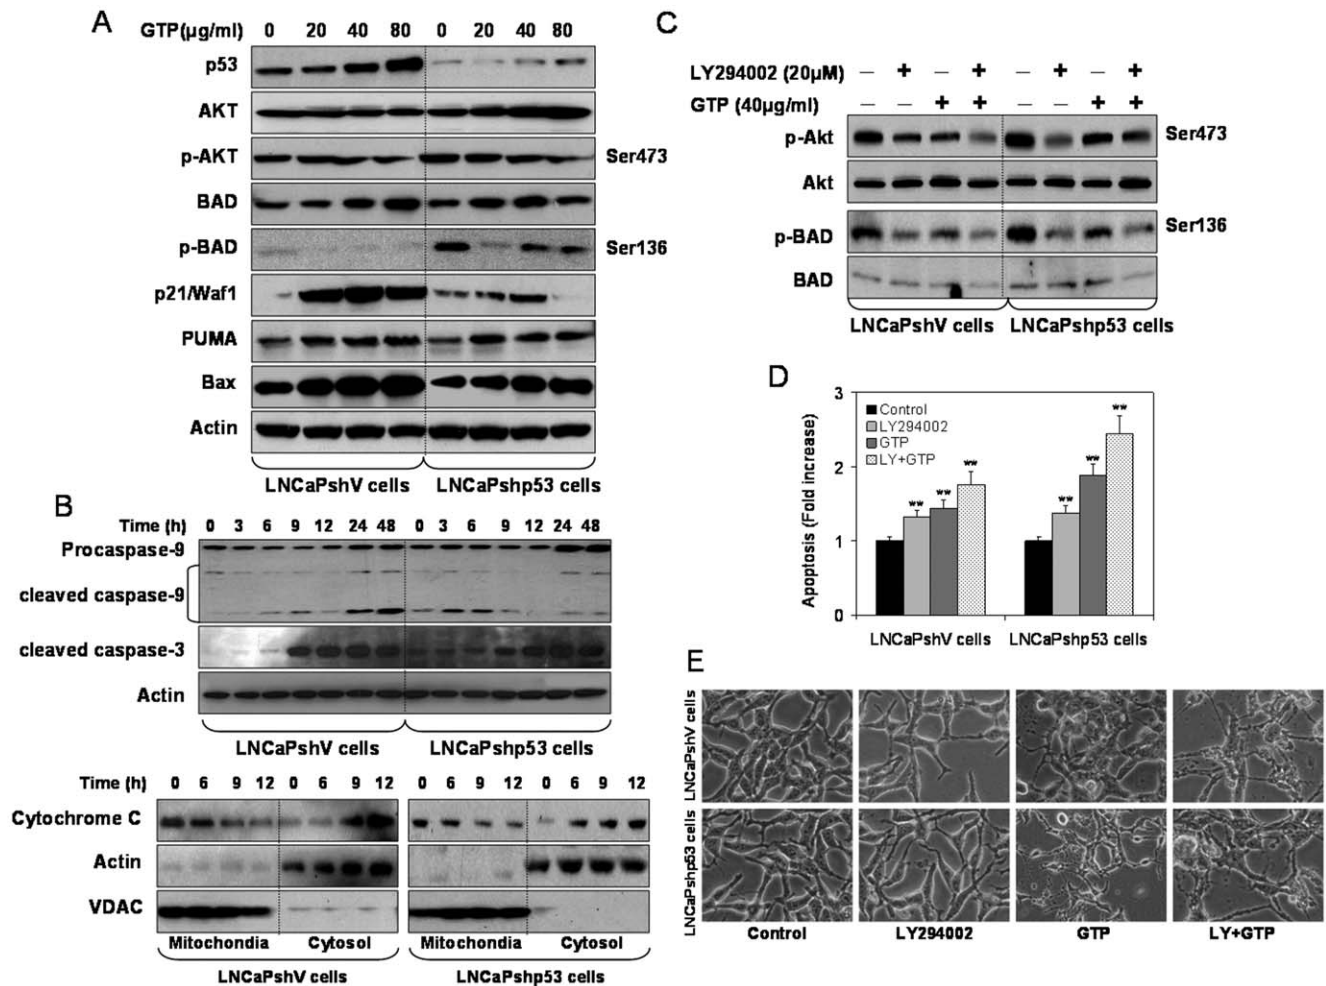 A
GTP(µg/ml) 0 20 40 80 0 20 40 80
p53
AKT
p-AKT Ser473
BAD
p-BAD Ser136
p21/Waf1
PUMA
Bax
Actin
LNCaPshV cells LNCaPshp53 cells
B
Time (h) 0 3 6 9 12 24 48 0 3 6 9 12 24 48
Procaspase-9
cleaved caspase-9
cleaved caspase-3
Actin
LNCaPshV cells LNCaPshp53 cells
Time (h) 0 6 9 12 0 6 9 12 0 6 9 12 0 6 9 12
Cytochrome C
Actin
VDAC
Mitochondia Cytosol Mitochondia Cytosol
LNCaPshV cells LNCaPshp53 cells
C
LY294002 (20µM) – + – + – + – +
GTP (40µg/ml) – – + + – – + +
p-Akt Ser473
Akt
p-BAD Ser136
BAD
LNCaPshV cells LNCaPshp53 cells
D
Apoptosis (Fold increase)
3
2
1
0
Control
LY294002
GTP
LY+GTP
** ** ** ** ** **
LNCaPshV cells LNCaPshp53 cells
E
LNCaPshV cells
LNCaPshp53 cells
Control LY294002 GTP LY+GTP